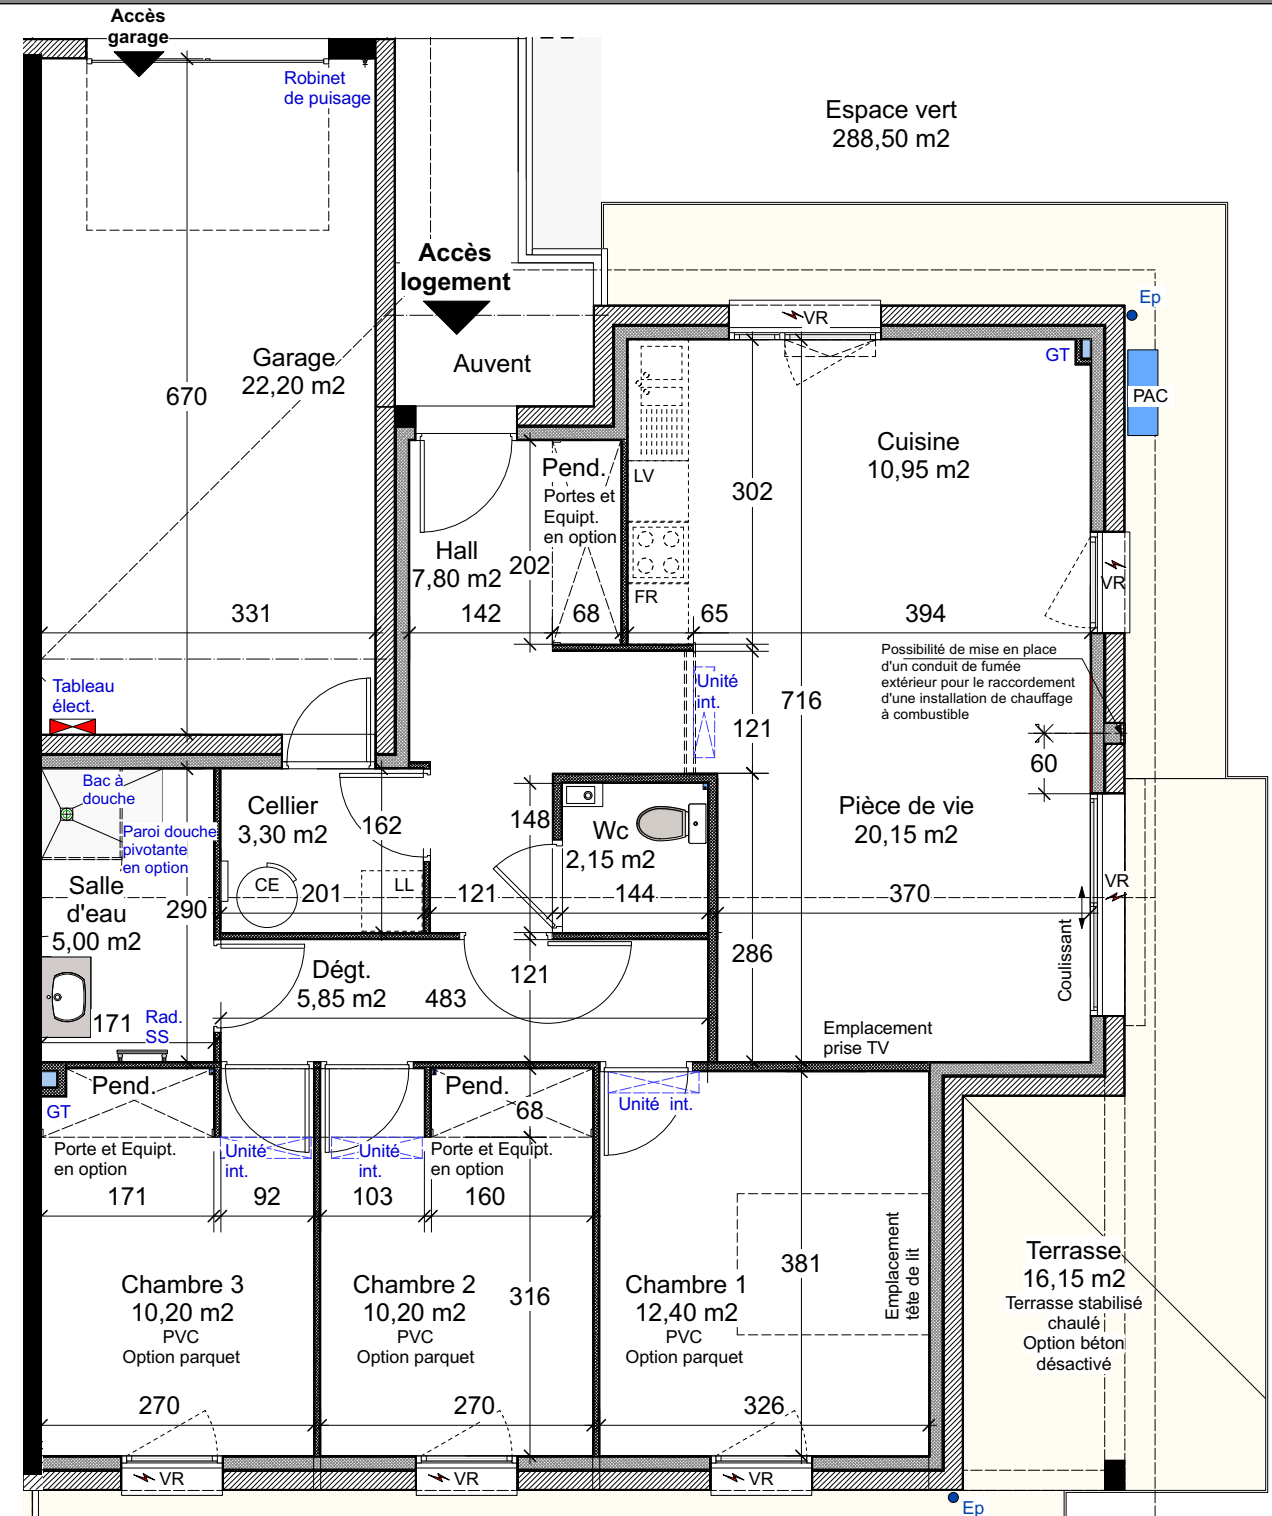 Accès
garage
Robinet
de puisage
Espace vert
288,50 m2
Accès
logement
Auvent
Garage
22,20 m2
670
331
Tableau
élect.
VR
Ep
GT
PAC
Cuisine
10,95 m2
Pend.
Portes et
Equipt.
en option
LV
FR
302
Hall
7,80 m2
202
142
68
65
394
VR
Possibilité de mise en place
d'un conduit de fumée
extérieur pour le raccordement
d'une installation de chauffage
à combustible
Unité
int.
716
121
60
Bac à
douche
Paroi douche
pivotante
en option
Salle
d'eau
5,00 m2
290
171
Rad.
SS
Cellier
3,30 m2
162
CE
201
LL
148
121
Wc
2,15 m2
144
Pièce de vie
20,15 m2
370
VR
Coulissant
286
Dégt.
5,85 m2
483
121
Emplacement
prise TV
GT
Pend.
Porte et Equipt.
en option
171
Unité
int.
92
Unité
int.
103
Pend.
68
Porte et Equipt.
en option
160
Unité int.
Chambre 3
10,20 m2
PVC
Option parquet
270
Chambre 2
10,20 m2
PVC
Option parquet
316
270
Chambre 1
12,40 m2
PVC
Option parquet
381
326
Emplacement
tête de lit
Terrasse
16,15 m2
Terrasse stabilisé
chaulé
Option béton
désactivé
VR
VR
VR
Ep